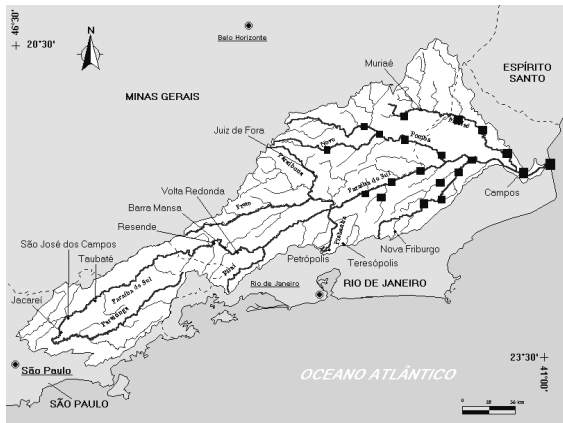 46°30'
20°30'
N
Belo Horizonte
ESPÍRITO
SANTO
MINAS GERAIS
Muriaé
Juiz de Fora
Novo
Pomba
Paraibuna
Paraíba do Sul
Volta Redonda
Barra Mansa
Resende
Preto
Campos
São José dos Campos
Taubaté
Piraí
Petrópolis
Teresópolis
Nova Friburgo
Rio de Janeiro
RIO DE JANEIRO
Jacareí
Paraíba do Sul
Paraitinga
São Paulo
SÃO PAULO
OCEANO ATLÂNTICO
23°30'
41°00'